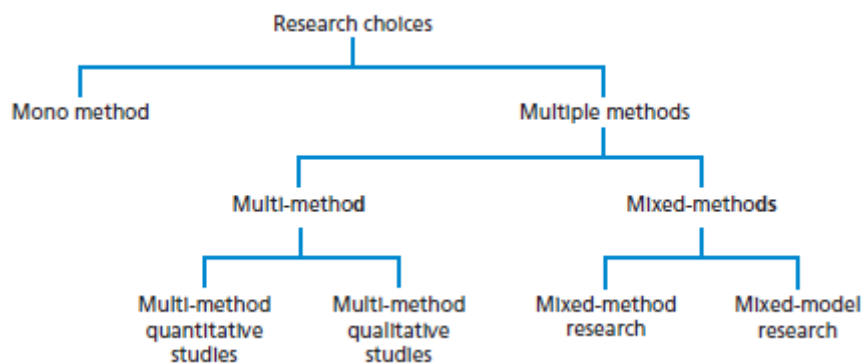 Research choices
Mono method
Multiple methods
Multi-method
Mixed-methods
Multi-method
quantitative
studies
Multi-method
qualitative
studies
Mixed-method
research
Mixed-model
research